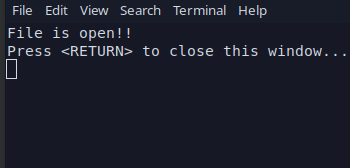 File Edit View Search Terminal Help
File is open!!
Press <RETURN> to close this window...